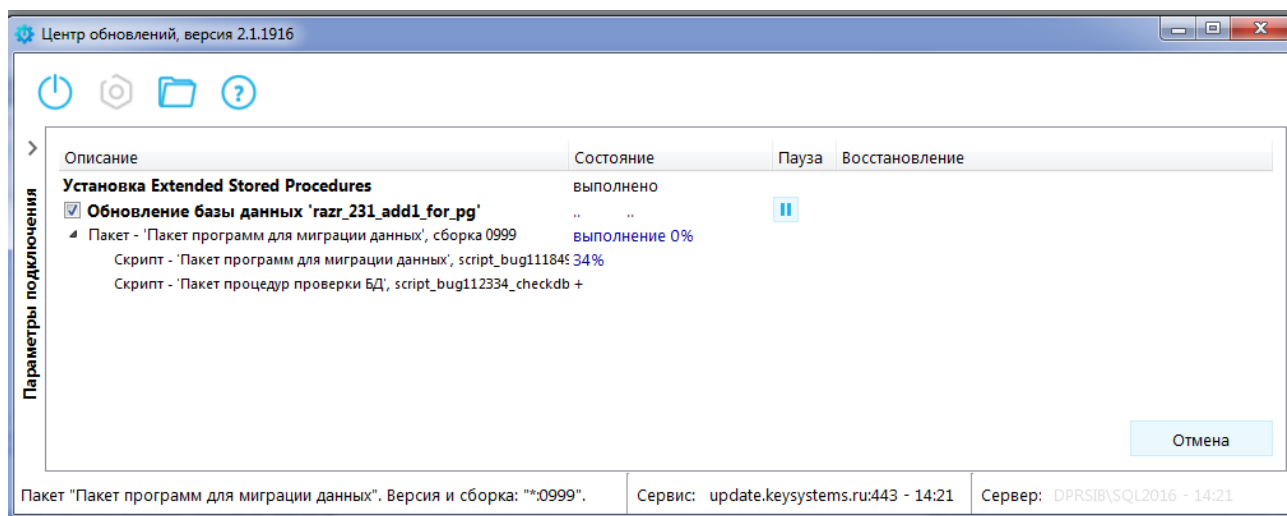 Центр обновлений, версия 2.1.1916
Описание Состояние Пауза Восстановление
Установка Extended Stored Procedures выполнено
Обновление базы данных 'razr_231_add1_for_pg' .. ..
Пакет - 'Пакет программ для миграции данных', сборка 0999 выполнение 0%
Скрипт - 'Пакет программ для миграции данных', script_bug111849 34%
Скрипт - 'Пакет процедур проверки БД', script_bug112334_checkdb +
Параметры подключения
Отмена
Пакет "Пакет программ для миграции данных". Версия и сборка: "*:0999". Сервис: update.keysystems.ru:443 - 14:21 Сервер: DPRSIB\SQL2016 - 14:21